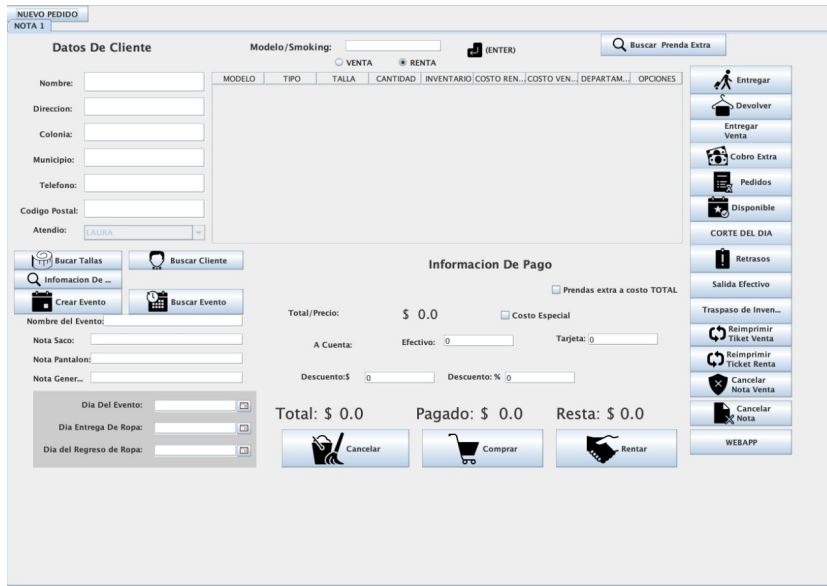 NUEVO PEDIDO
NOTA 1
Datos De Cliente
Nombre:
Direccion:
Colonia:
Municipio:
Telefono:
Codigo Postal:
Atendio:
LAURA
Modelo/Smoking:
(ENTER)
VENTA
RENTA
Buscar Prenda Extra
MODELO TIPO TALLA CANTIDAD INVENTARIO COSTO REN... COSTO VEN... DEPARTAM... OPCIONES
Bucar Tallas
Buscar Cliente
Infomacion De ...
Crear Evento
Buscar Evento
Nombre del Evento:
Nota Saco:
Nota Pantalon:
Nota Gener...
Dia Del Evento:
Dia Entrega De Ropa:
Dia del Regreso de Ropa:
Informacion De Pago
Prendas extra a costo TOTAL
Total/Precio: $ 0.0
Costo Especial
A Cuenta:
Efectivo: 0
Tarjeta: 0
Descuento:$ 0
Descuento: % 0
Total: $ 0.0
Pagado: $ 0.0
Resta: $ 0.0
Cancelar
Comprar
Rentar
Entregar
Devolver
Entregar
Venta
Cobro Extra
Pedidos
Disponible
CORTE DEL DIA
Retrasos
Salida Efectivo
Traspaso de Inven...
Reimprimir
Tiket Venta
Reimprimir
Ticket Renta
Cancelar
Nota Venta
Cancelar
Nota
WEBAPP